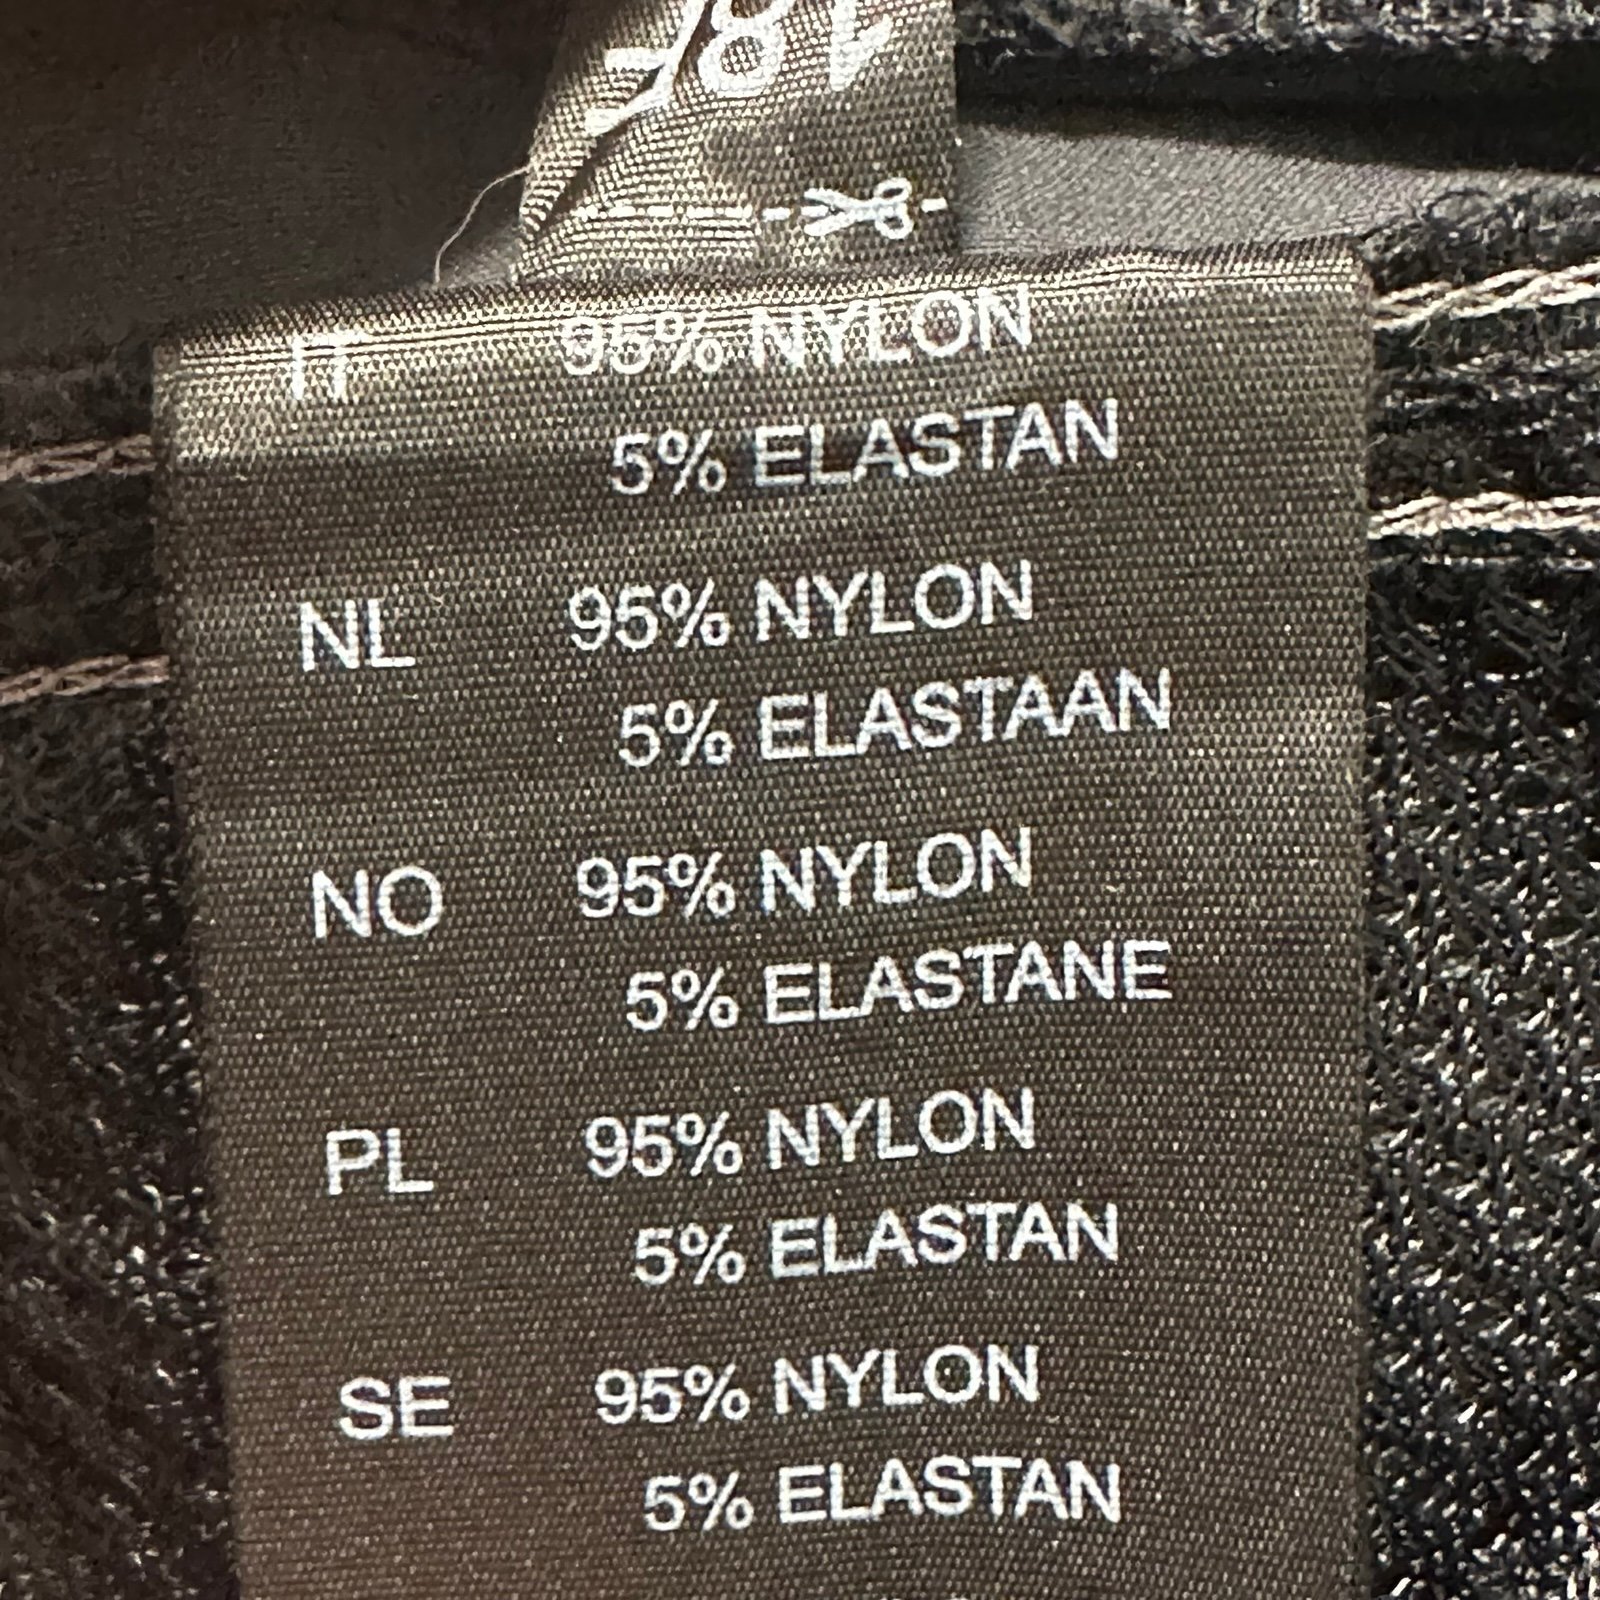 IT 95% NYLON
5% ELASTAN
NL 95% NYLON
5% ELASTAAN
NO 95% NYLON
5% ELASTANE
PL 95% NYLON
5% ELASTAN
SE 95% NYLON
5% ELASTAN